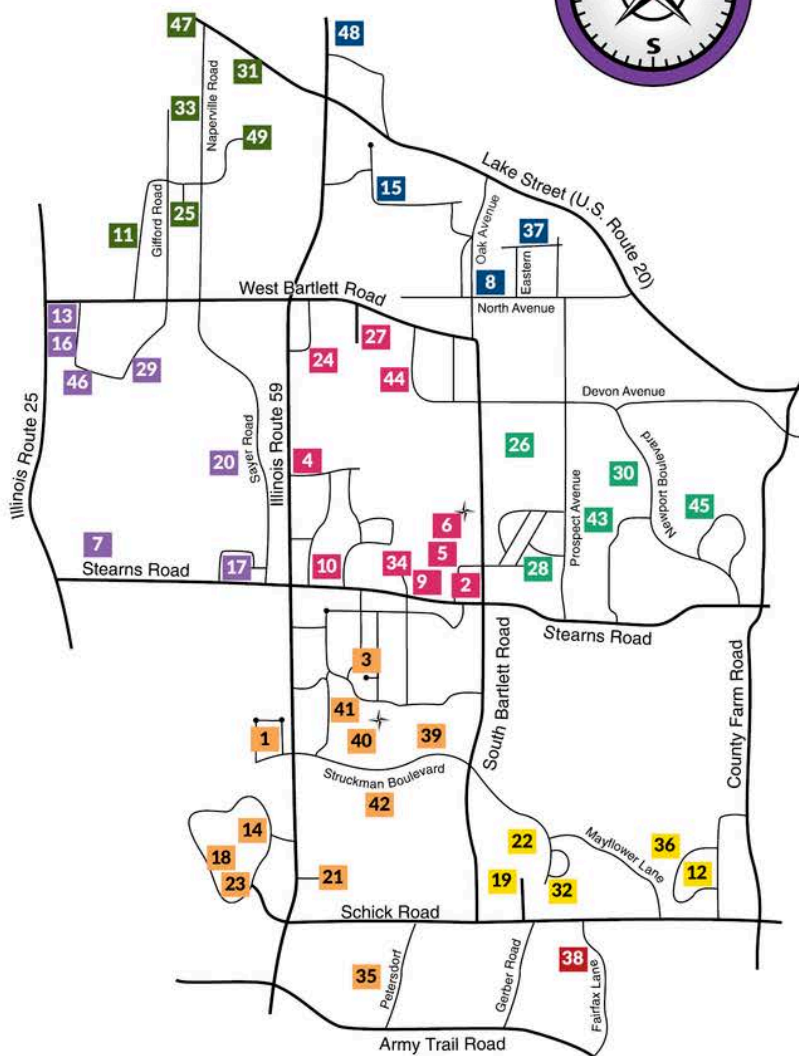 S
47
48
31
33
Naperville Road
49
Lake Street (U.S. Route 20)
15
25
Gifford Road
11
Oak Avenue
37
Eastern
8
West Bartlett Road
North Avenue
13
16
46
29
27
24
44
Devon Avenue
Illinois Route 25
Illinois Route 59
Sayer Road
20
4
26
30
Newport Boulevard
45
Prospect Avenue
43
6
5
7
Stearns Road
17
10
34
9
2
28
Stearns Road
South Bartlett Road
County Farm Road
3
41
40
39
1
Struckman Boulevard
42
14
18
23
21
22
Mayflower Lane
36
12
19
32
Schick Road
35
Petersdorf
Gerber Road
38
Fairfax Lane
Army Trail Road